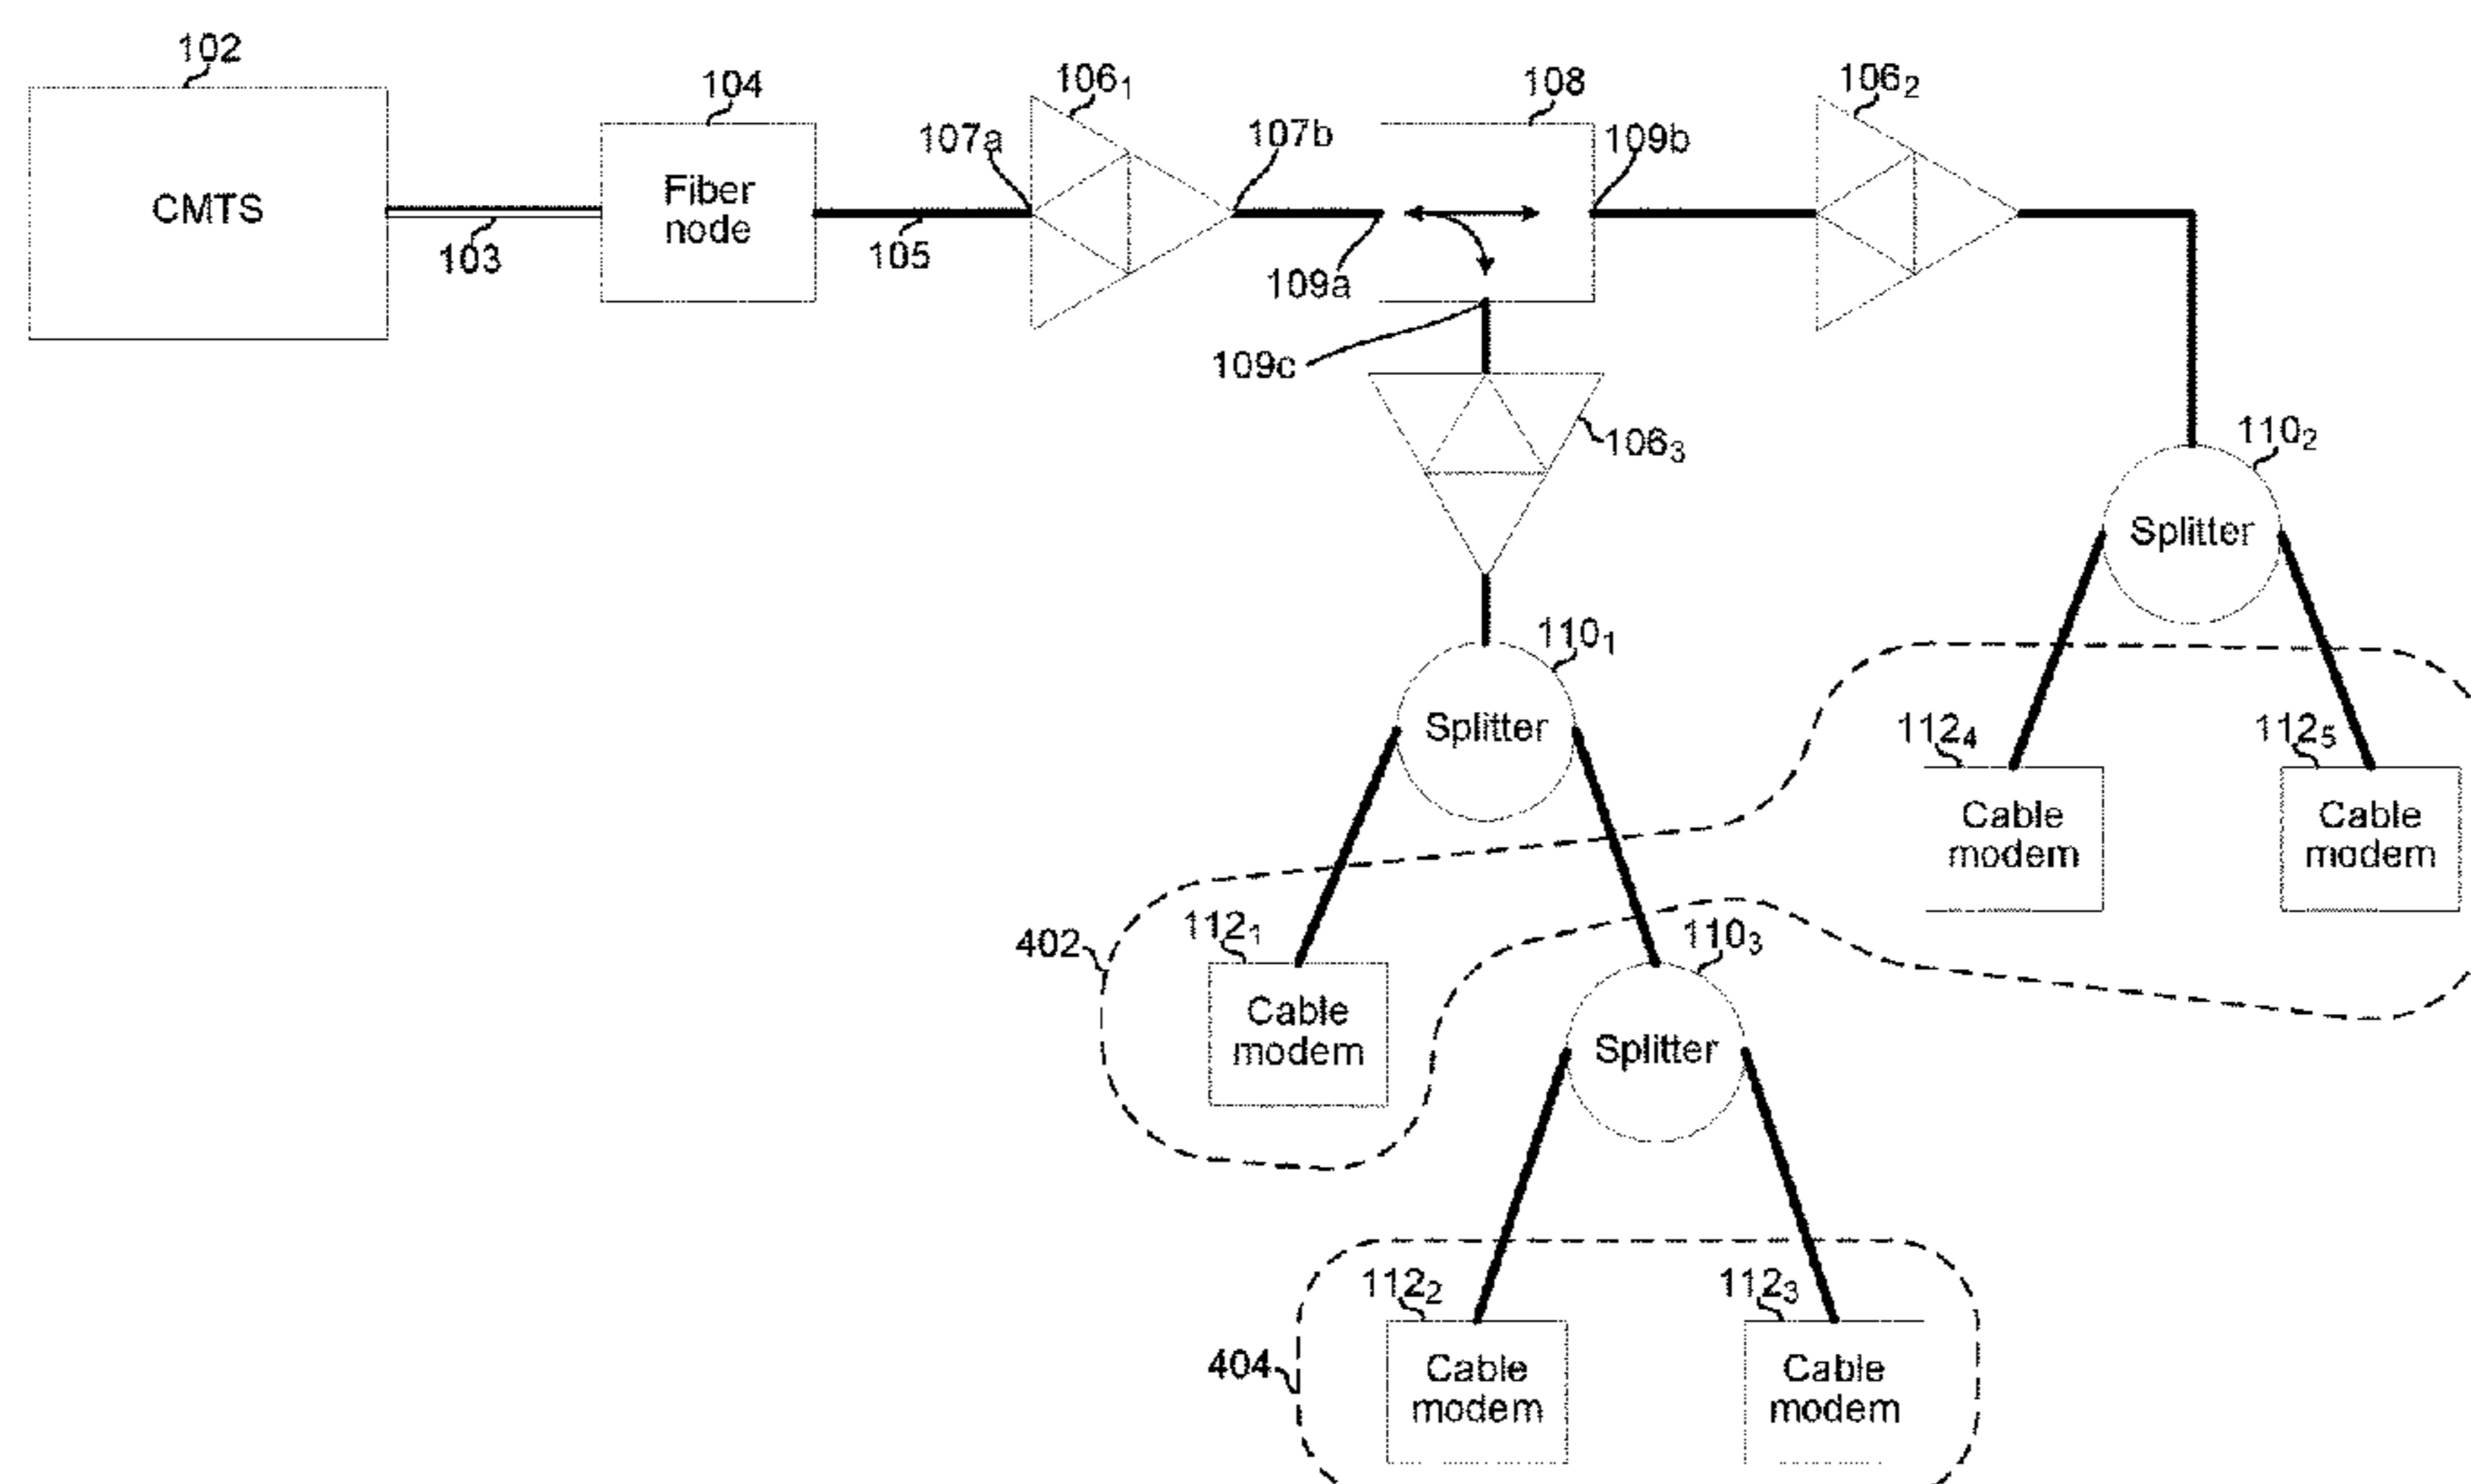 102
104
106₁
108
106₂
107a
107b
109b
CMTS
Fiber
node
103
105
109a
109c
106₃
110₂
Splitter
110₁
Splitter
112₄
112₅
Cable
modem
Cable
modem
402
112₁
110₃
Cable
modem
Splitter
112₂
112₃
404
Cable
modem
Cable
modem